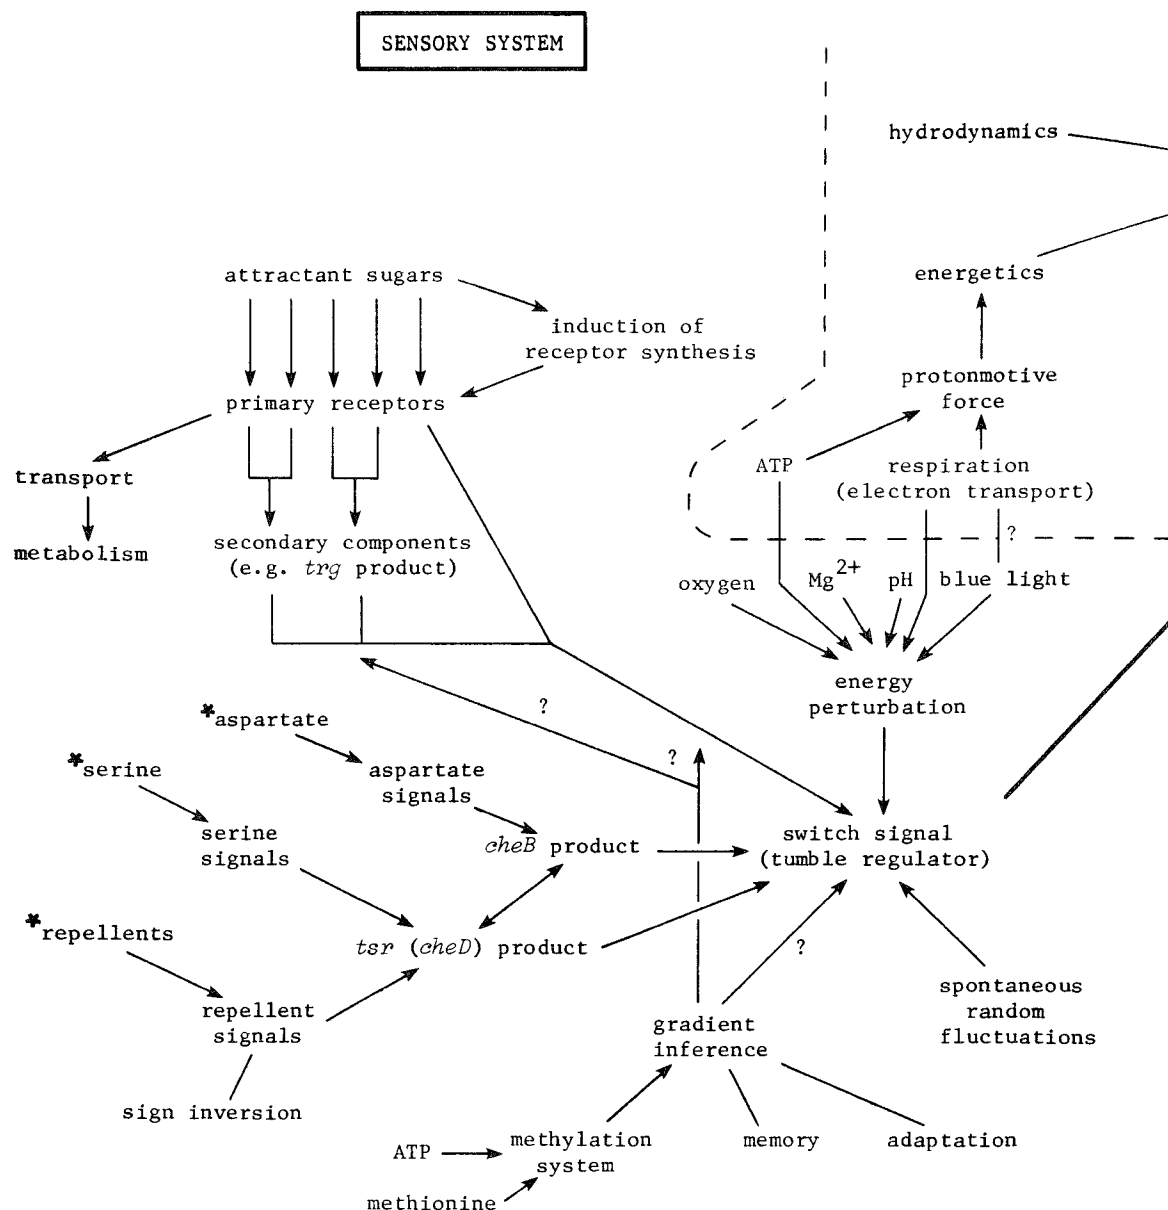 SENSORY SYSTEM
hydrodynamics
energetics
attractant sugars
induction of
receptor synthesis
protonmotive
force
primary receptors
transport
metabolism
ATP
respiration
(electron transport)
?
secondary components
(e.g. trg product)
oxygen
Mg2+
pH
blue light
energy
perturbation
?
?
*aspartate
aspartate
signals
*serine
serine
signals
cheB product
switch signal
(tumble regulator)
*repellents
tsr (cheD) product
?
repellent
signals
spontaneous
random
fluctuations
gradient
inference
sign inversion
ATP
methylation
system
memory
adaptation
methionine